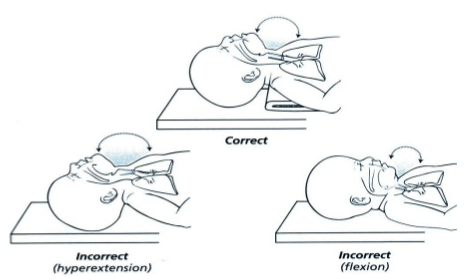 Correct
Incorrect
(hyperextension)
Incorrect
(flexion)